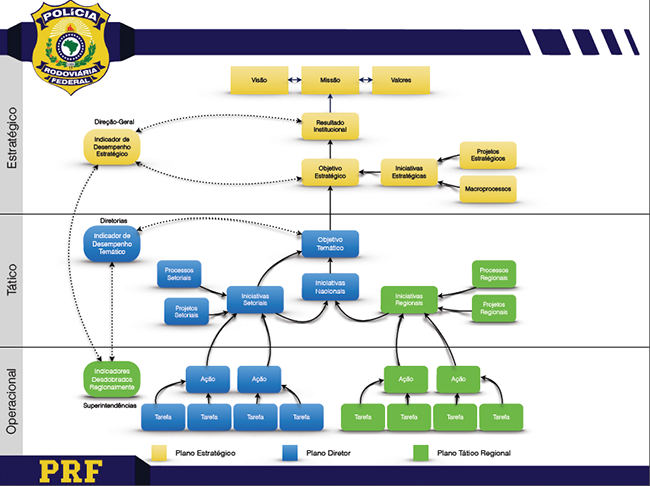 POLÍCIA
RODOVIÁRIA
FEDERAL
Estratégico
Visão
Missão
Valores
Direção-Geral
Indicador de
Desempenho
Estratégico
Resultado
Institucional
Objetivo
Estratégico
Iniciativas
Estratégicas
Projetos
Estratégicos
Macroprocessos
Tático
Diretorias
Indicador de
Desempenho
Temático
Objetivo
Temático
Processos
Setoriais
Projetos
Setoriais
Iniciativas
Setoriais
Iniciativas
Nacionais
Iniciativas
Regionais
Processos
Regionais
Projetos
Regionais
Operacional
Indicadores
Desdobrados
Regionalmente
Superintendências
Ação
Ação
Ação
Ação
Tarefa
Tarefa
Tarefa
Tarefa
Tarefa
Tarefa
Tarefa
Tarefa
Plano Estratégico
Plano Diretor
Plano Tático Regional
PRF